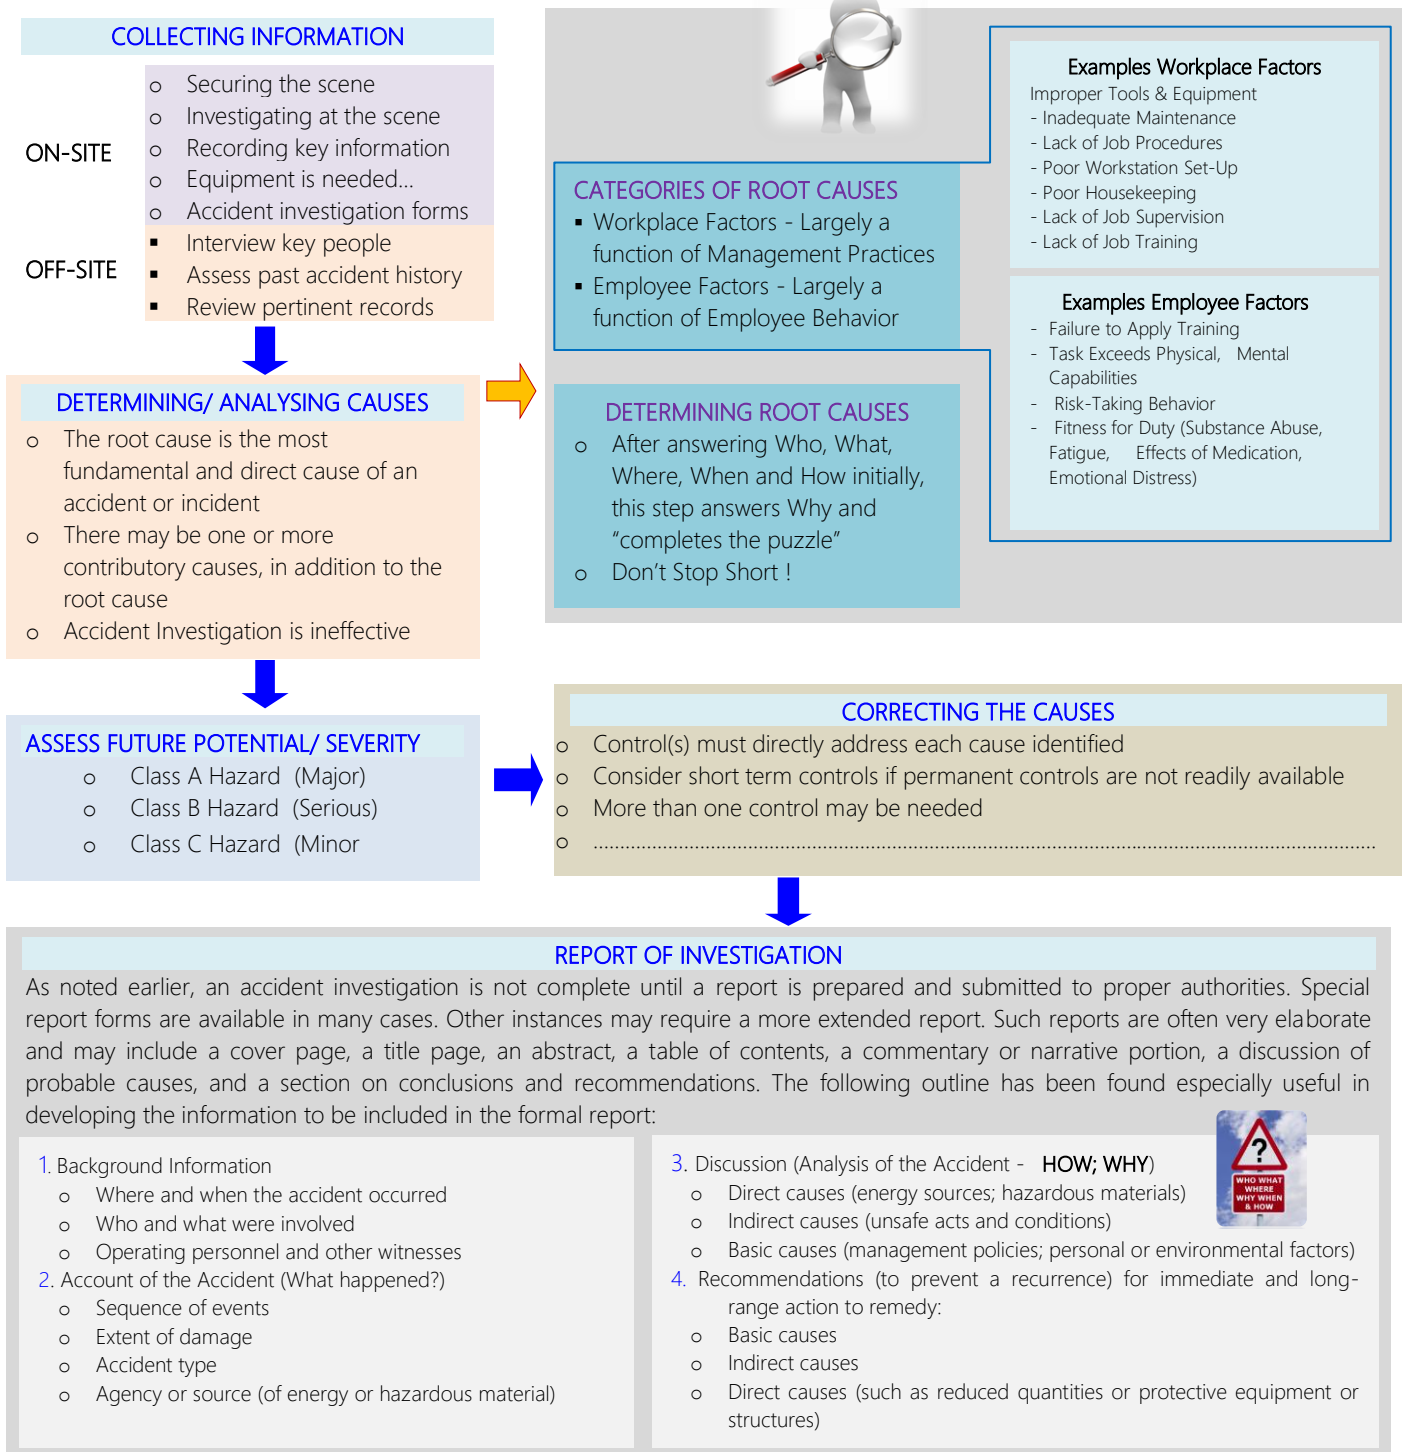 COLLECTING INFORMATION
ON-SITE
o Securing the scene
o Investigating at the scene
o Recording key information
o Equipment is needed...
o Accident investigation forms
OFF-SITE
▪ Interview key people
▪ Assess past accident history
▪ Review pertinent records
DETERMINING/ ANALYSING CAUSES
o The root cause is the most
fundamental and direct cause of an
accident or incident
o There may be one or more
contributory causes, in addition to the
root cause
o Accident Investigation is ineffective
CATEGORIES OF ROOT CAUSES
▪ Workplace Factors - Largely a
function of Management Practices
▪ Employee Factors - Largely a
function of Employee Behavior
Examples Workplace Factors
Improper Tools & Equipment
- Inadequate Maintenance
- Lack of Job Procedures
- Poor Workstation Set-Up
- Poor Housekeeping
- Lack of Job Supervision
- Lack of Job Training
Examples Employee Factors
- Failure to Apply Training
- Task Exceeds Physical, Mental
Capabilities
- Risk-Taking Behavior
- Fitness for Duty (Substance Abuse,
Fatigue, Effects of Medication,
Emotional Distress)
DETERMINING ROOT CAUSES
o After answering Who, What,
Where, When and How initially,
this step answers Why and
“completes the puzzle”
o Don’t Stop Short !
ASSESS FUTURE POTENTIAL/ SEVERITY
o Class A Hazard (Major)
o Class B Hazard (Serious)
o Class C Hazard (Minor
CORRECTING THE CAUSES
o Control(s) must directly address each cause identified
o Consider short term controls if permanent controls are not readily available
o More than one control may be needed
o ........................................................................................................................................................
REPORT OF INVESTIGATION
As noted earlier, an accident investigation is not complete until a report is prepared and submitted to proper authorities. Special
report forms are available in many cases. Other instances may require a more extended report. Such reports are often very elaborate
and may include a cover page, a title page, an abstract, a table of contents, a commentary or narrative portion, a discussion of
probable causes, and a section on conclusions and recommendations. The following outline has been found especially useful in
developing the information to be included in the formal report:
1. Background Information
o Where and when the accident occurred
o Who and what were involved
o Operating personnel and other witnesses
2. Account of the Accident (What happened?)
o Sequence of events
o Extent of damage
o Accident type
o Agency or source (of energy or hazardous material)
3. Discussion (Analysis of the Accident - HOW; WHY)
o Direct causes (energy sources; hazardous materials)
o Indirect causes (unsafe acts and conditions)
o Basic causes (management policies; personal or environmental factors)
4. Recommendations (to prevent a recurrence) for immediate and long-
range action to remedy:
o Basic causes
o Indirect causes
o Direct causes (such as reduced quantities or protective equipment or
structures)
?
WHO WHAT
WHERE
WHY WHEN
& HOW